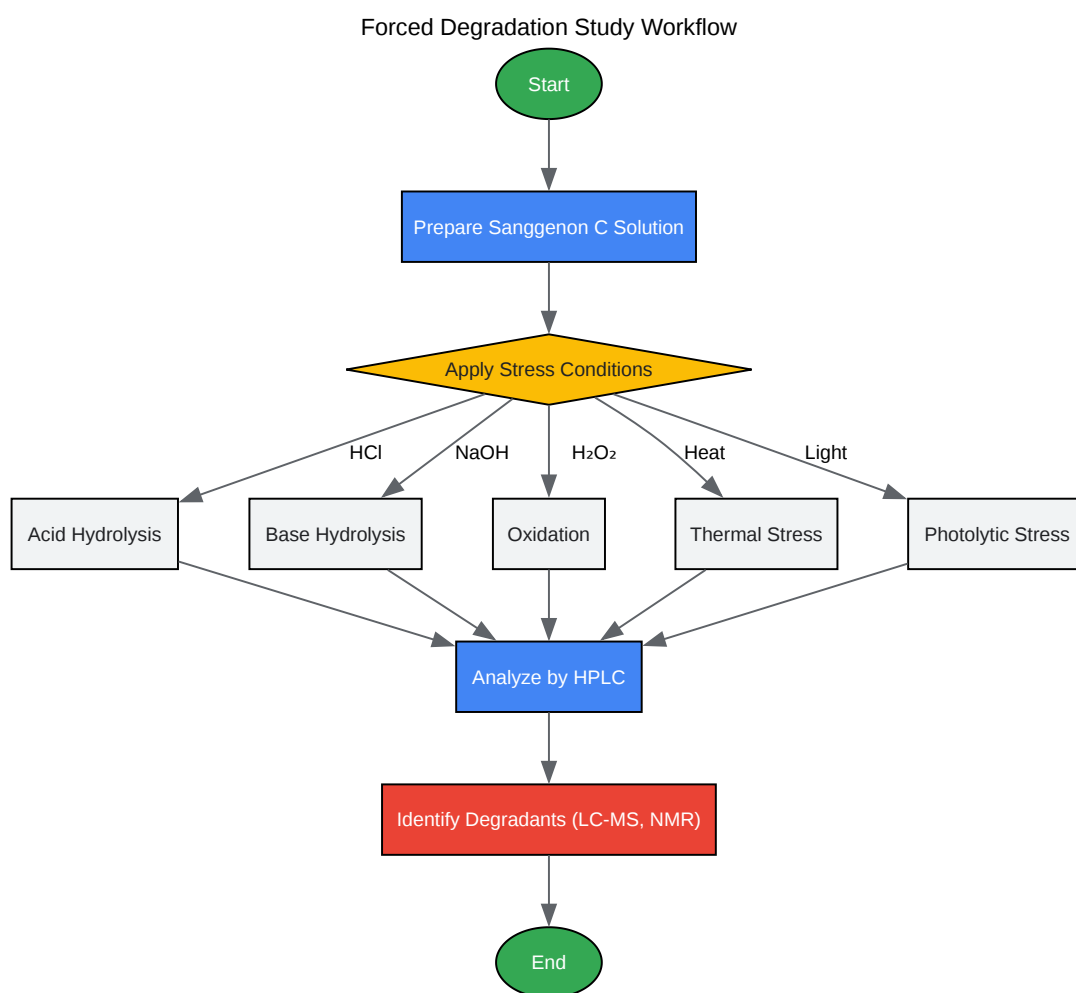 Forced Degradation Study Workflow
Start
Prepare Sanggenon C Solution
Apply Stress Conditions
HCl
NaOH
H₂O₂
Heat
Light
Acid Hydrolysis
Base Hydrolysis
Oxidation
Thermal Stress
Photolytic Stress
Analyze by HPLC
Identify Degradants (LC-MS, NMR)
End